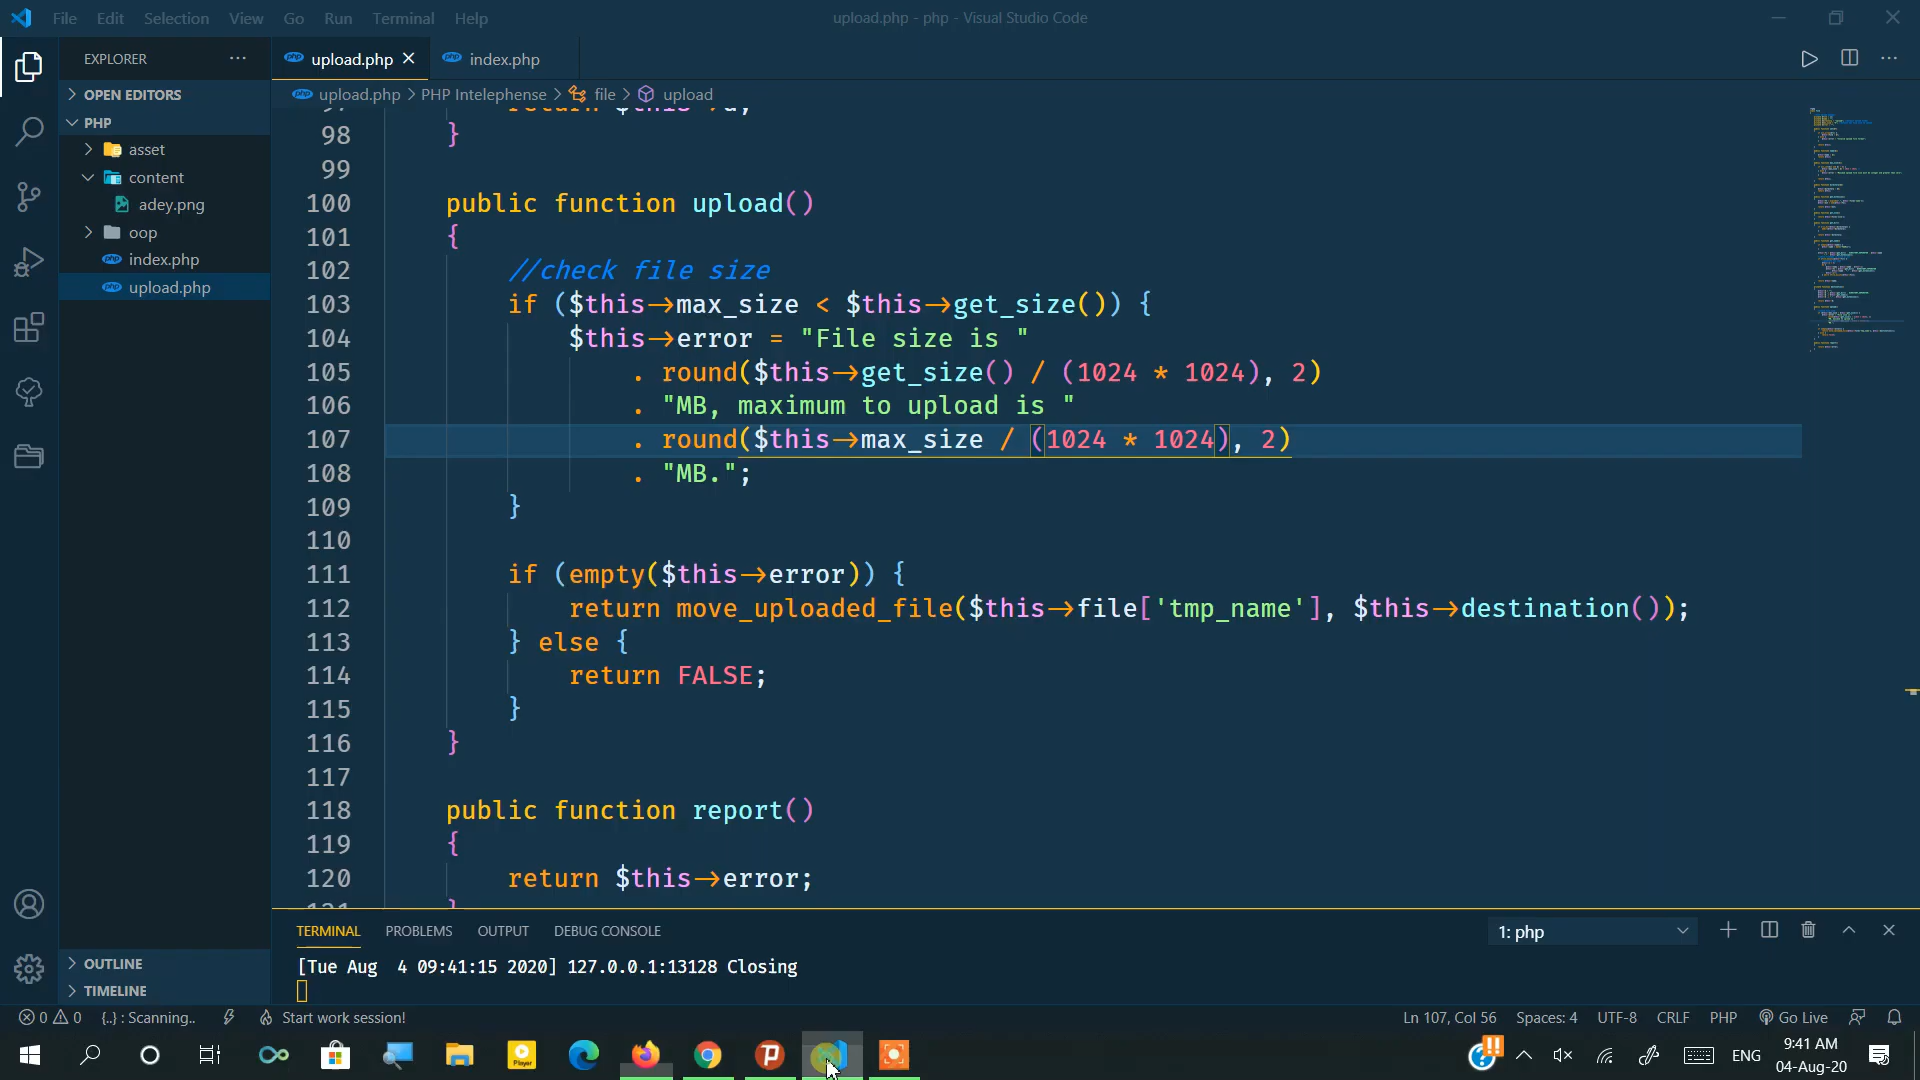 File Edit Selection View Go Run Terminal Help upload.php - php - Visual Studio Code
EXPLORER ··· upload.php index.php
OPEN EDITORS
upload.php > PHP Intelephense > file > upload
PHP
asset
content
adey.png
oop
index.php
upload.php
98 }
99
100 public function upload()
101 {
102 //check file size
103 if ($this->max_size < $this->get_size()) {
104 $this->error = "File size is "
105 . round($this->get_size() / (1024 * 1024), 2)
106 . "MB, maximum to upload is "
107 . round($this->max_size / (1024 * 1024), 2)
108 . "MB.";
109 }
110
111 if (empty($this->error)) {
112 return move_uploaded_file($this->file['tmp_name'], $this->destination());
113 } else {
114 return FALSE;
115 }
116 }
117
118 public function report()
119 {
120 return $this->error;
OUTLINE
TIMELINE
TERMINAL PROBLEMS OUTPUT DEBUG CONSOLE 1: php
[Tue Aug  4 09:41:15 2020] 127.0.0.1:13128 Closing
0 0 {..} : Scanning.. Start work session! Ln 107, Col 56 Spaces: 4 UTF-8 CRLF PHP Go Live
Player ENG 9:41 AM
04-Aug-20